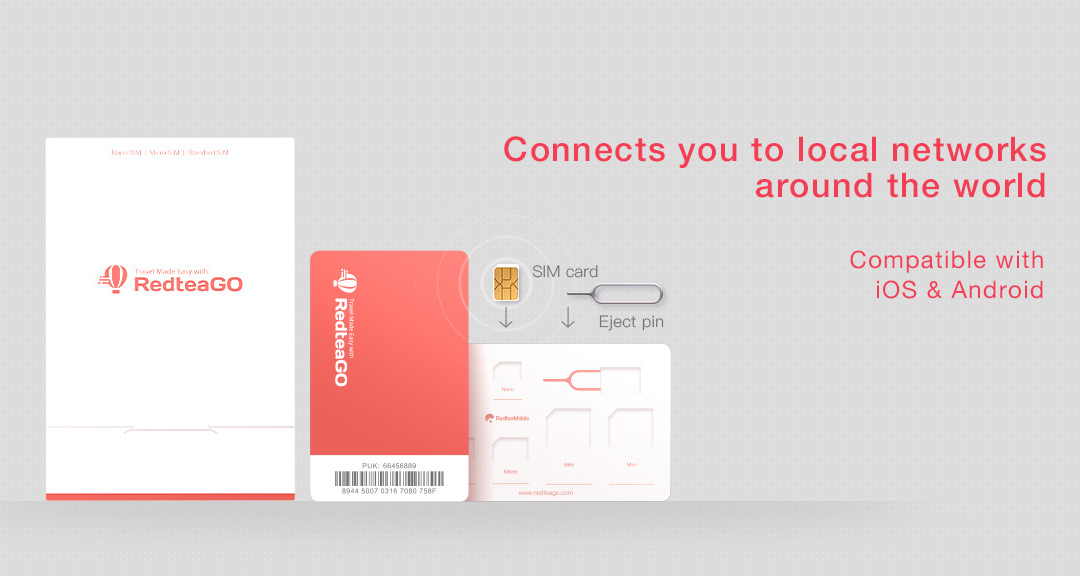 Nano SIM | Micro SIM | Standard SIM
Travel Made Easy with
RedteaGO
Travel Made Easy with
RedteaGO
PUK: 66456889
8944 5007 0316 7080 758F
SIM card
Eject pin
Nano
RedteaMobile
Micro
Mini
Mini
www.redteago.com
Connects you to local networks
around the world
Compatible with
iOS & Android